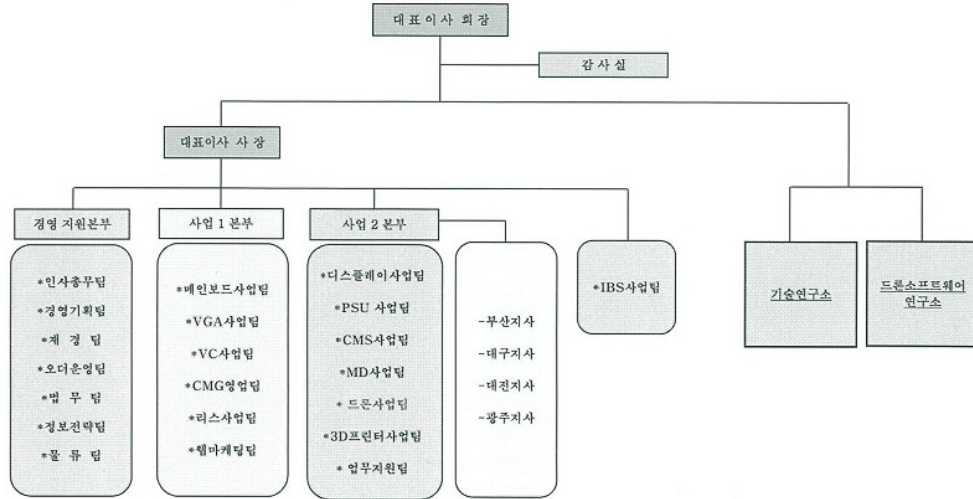 대표이사 회장
감사실
대표이사 사장
경영 지원본부
*인사총무팀
*경영기획팀
*재 경 팀
*오더운영팀
*법 무 팀
*정보전략팀
*물 류 팀
사업 1 본부
*메인보드사업팀
*VGA사업팀
*VC사업팀
*CMG영업팀
*리스사업팀
*웹마케팅팀
사업 2 본부
*디스플레이사업팀
*PSU 사업팀
*CMS사업팀
*MD사업팀
* 드론사업팀
*3D프린터사업팀
* 업무지원팀
-부산지사
-대구지사
-대전지사
-광주지사
*IBS사업팀
기술연구소
드론소프트웨어
연구소